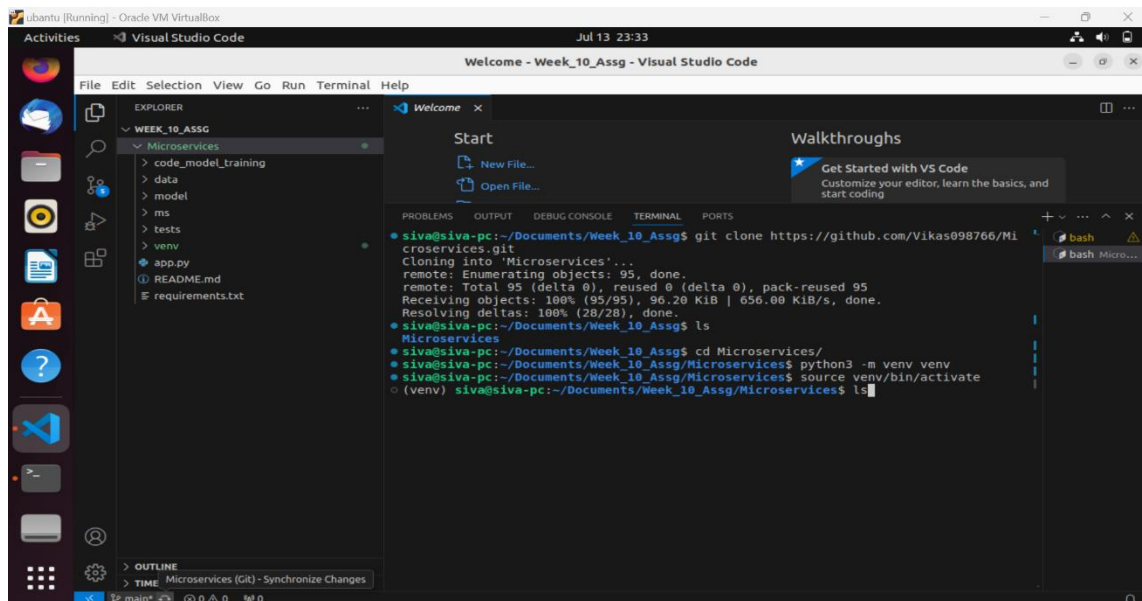 ubantu [Running] - Oracle VM VirtualBox
Activities Visual Studio Code Jul 13 23:33
Welcome - Week_10_Assg - Visual Studio Code
File Edit Selection View Go Run Terminal Help
EXPLORER
WEEK_10_ASSG
Microservices
code_model_training
data
model
ms
tests
venv
app.py
README.md
requirements.txt
OUTLINE
TIME
Microservices (Git) - Synchronize Changes
Welcome
Start
New File...
Open File...
Walkthroughs
Get Started with VS Code
Customize your editor, learn the basics, and
start coding
PROBLEMS OUTPUT DEBUG CONSOLE TERMINAL PORTS
siva@siva-pc:~/Documents/Week_10_Assg$ git clone https://github.com/Vikas098766/Mi
croservices.git
Cloning into 'Microservices'...
remote: Enumerating objects: 95, done.
remote: Total 95 (delta 0), reused 0 (delta 0), pack-reused 95
Receiving objects: 100% (95/95), 96.20 KiB | 656.00 KiB/s, done.
Resolving deltas: 100% (28/28), done.
siva@siva-pc:~/Documents/Week_10_Assg$ ls
Microservices
siva@siva-pc:~/Documents/Week_10_Assg$ cd Microservices/
siva@siva-pc:~/Documents/Week_10_Assg/Microservices$ python3 -m venv venv
siva@siva-pc:~/Documents/Week_10_Assg/Microservices$ source venv/bin/activate
(venv) siva@siva-pc:~/Documents/Week_10_Assg/Microservices$ ls
bash
bash Micro...
main* 0 0 0